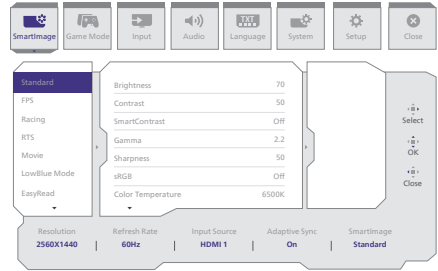 SmartImage
Game Mode
Input
Audio
TXT
Language
System
Setup
Close
Standard
FPS
Racing
RTS
Movie
LowBlue Mode
EasyRead
Brightness 70
Contrast 50
SmartContrast Off
Gamma 2.2
Sharpness 50
sRGB Off
Color Temperature 6500K
Select
OK
Close
Resolution Refresh Rate Input Source Adaptive Sync SmartImage
2560X1440 | 60Hz | HDMI 1 | On | Standard